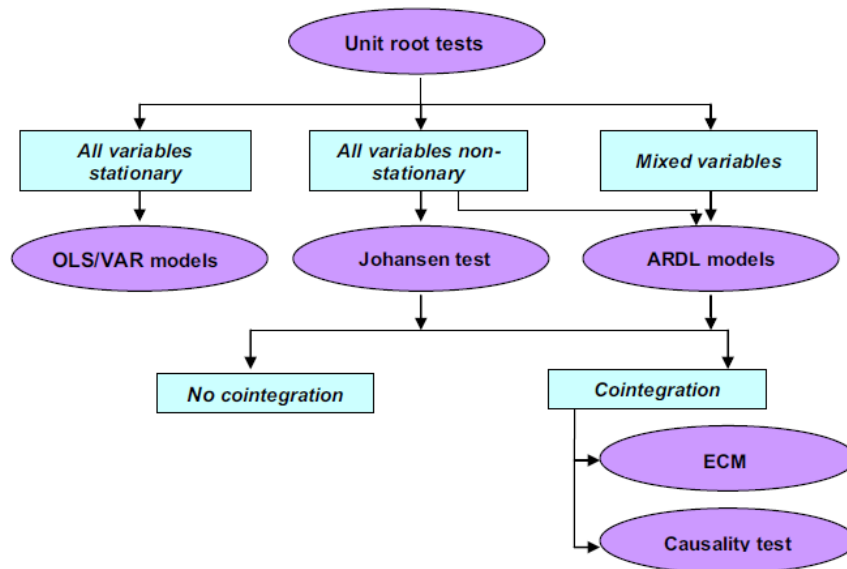 Unit root tests
All variables
stationary
All variables non-
stationary
Mixed variables
OLS/VAR models
Johansen test
ARDL models
No cointegration
Cointegration
ECM
Causality test